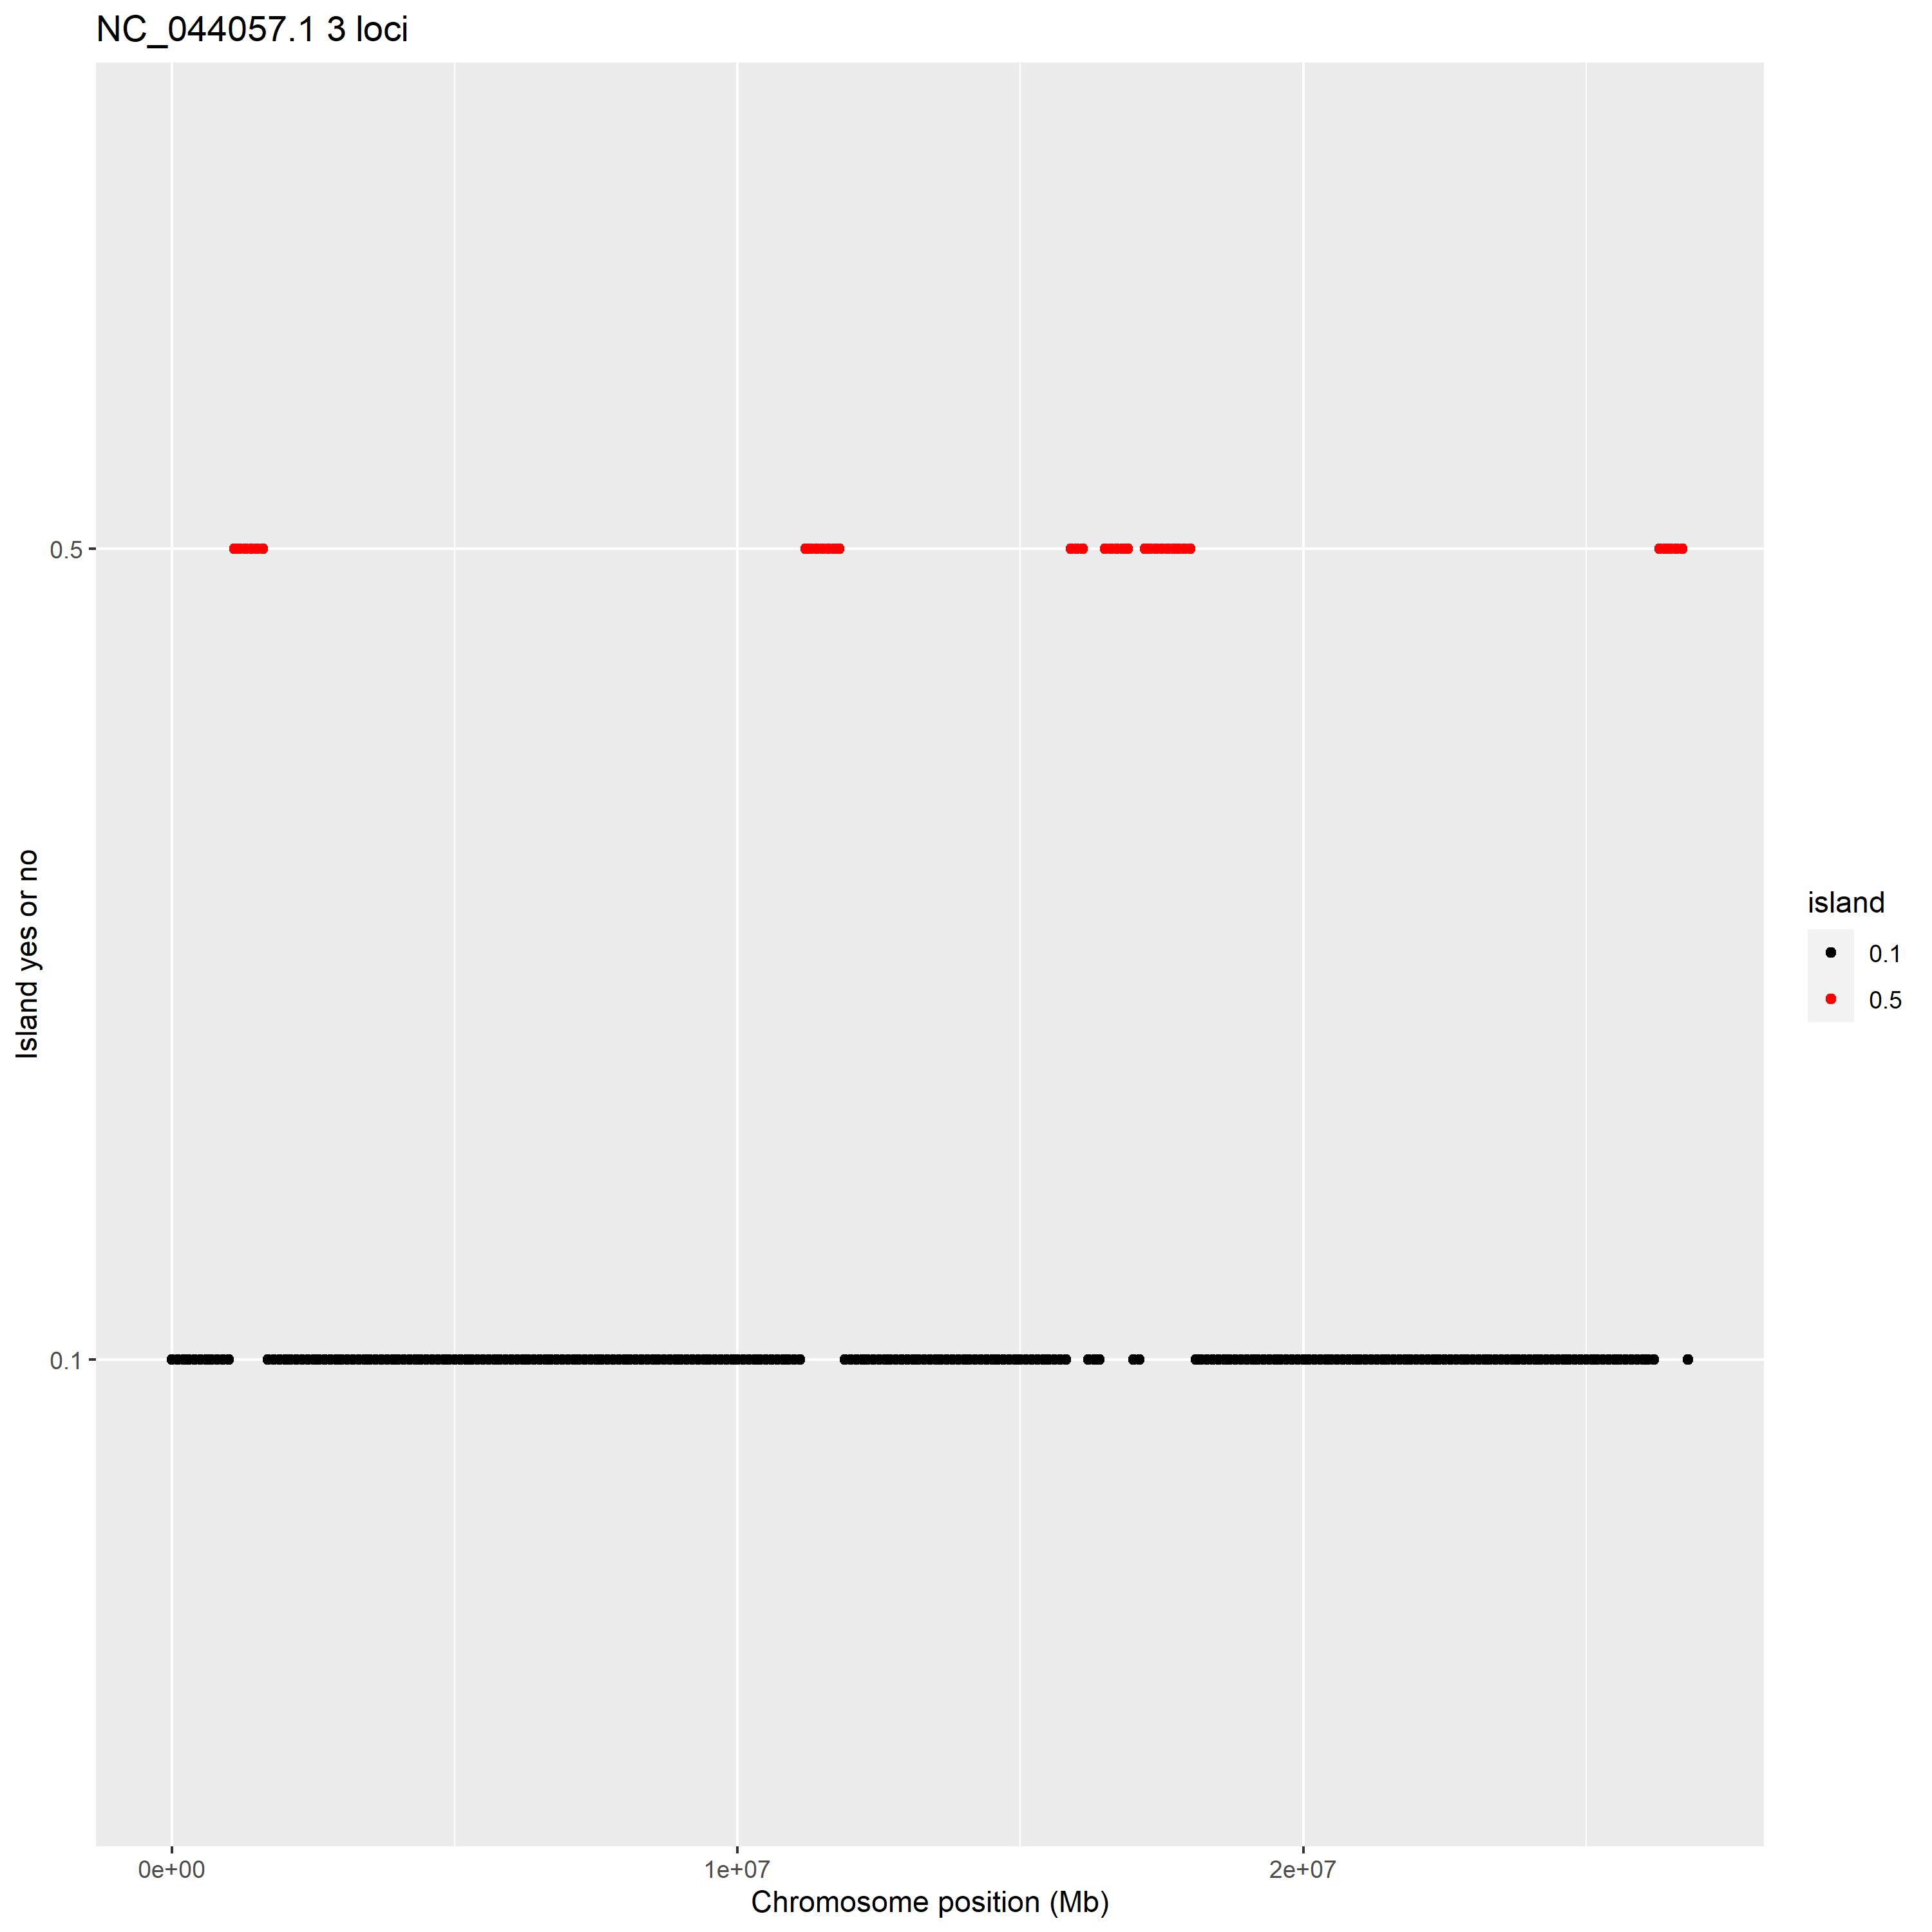 NC_044057.1 3 loci
Island yes or no
0.5
0.1
0e+00
1e+07
2e+07
Chromosome position (Mb)
island
0.1
0.5